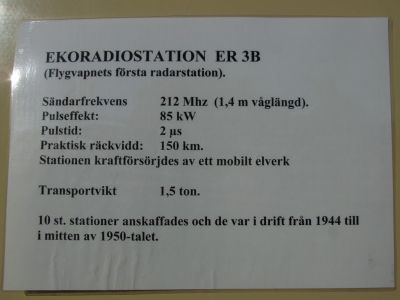 EKORADIOSTATION ER 3B
(Flygvapnets första radarstation).
Sändarfrekvens 212 Mhz (1,4 m våglängd).
Pulseffekt: 85 kW
Pulstid: 2 µs
Praktisk räckvidd: 150 km.
Stationen kraftförsörjdes av ett mobilt elverk
Transportvikt 1,5 ton.
10 st. stationer anskaffades och de var i drift från 1944 till
i mitten av 1950-talet.